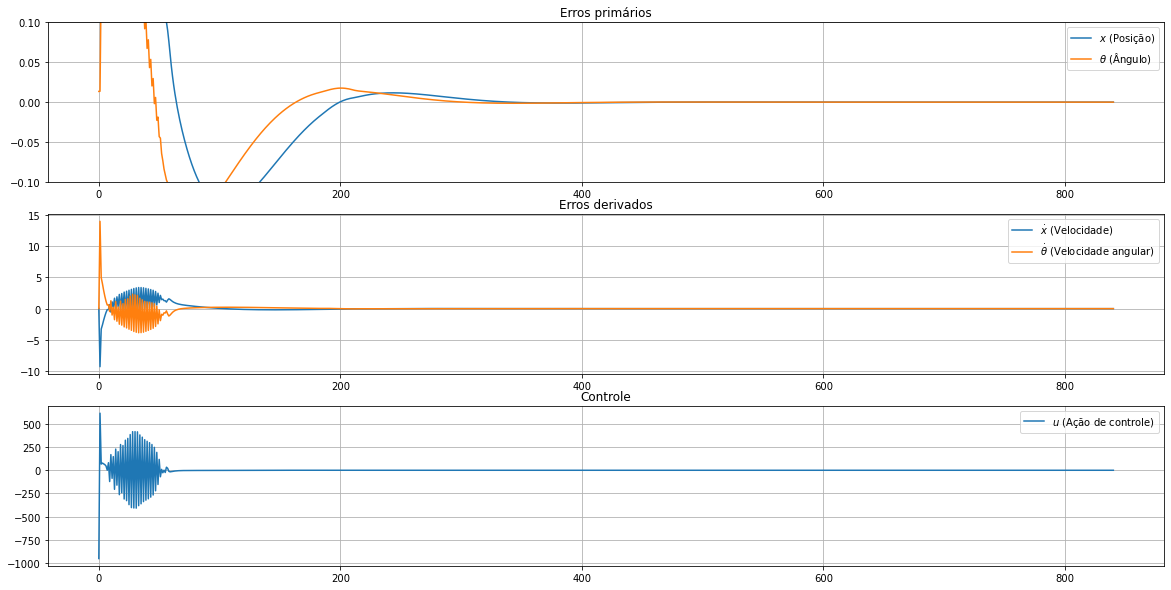 Erros primários
0.10
0.05
0.00
−0.05
−0.10
x (Posição)
θ (Ângulo)
0 200 400 600 800
Erros derivados
15
10
5
0
−5
−10
ẋ (Velocidade)
θ̇ (Velocidade angular)
0 200 400 600 800
Controle
500
250
0
−250
−500
−750
−1000
u (Ação de controle)
0 200 400 600 800